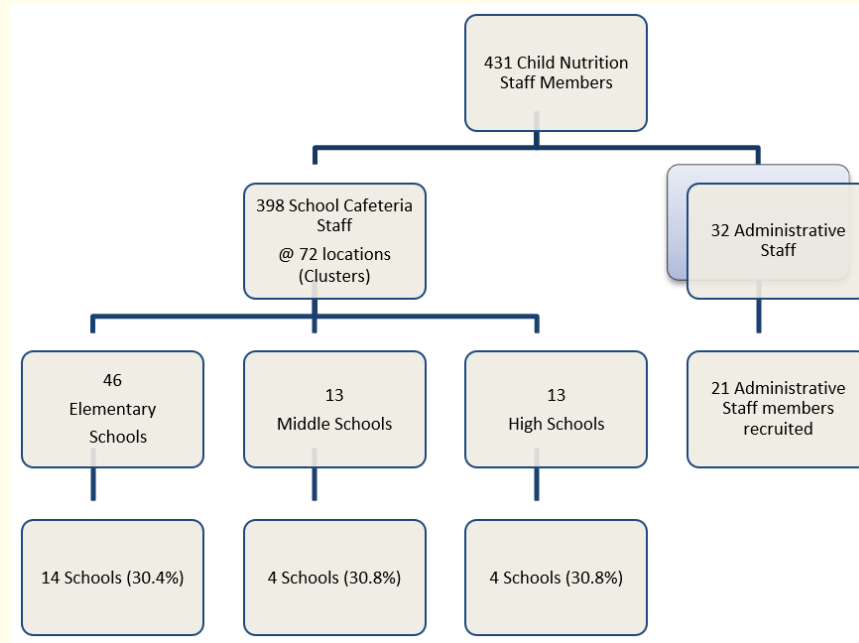 431 Child Nutrition
Staff Members
398 School Cafeteria
Staff
@ 72 locations
(Clusters)
32 Administrative
Staff
46
Elementary
Schools
13
Middle Schools
13
High Schools
21 Administrative
Staff members
recruited
14 Schools (30.4%)
4 Schools (30.8%)
4 Schools (30.8%)